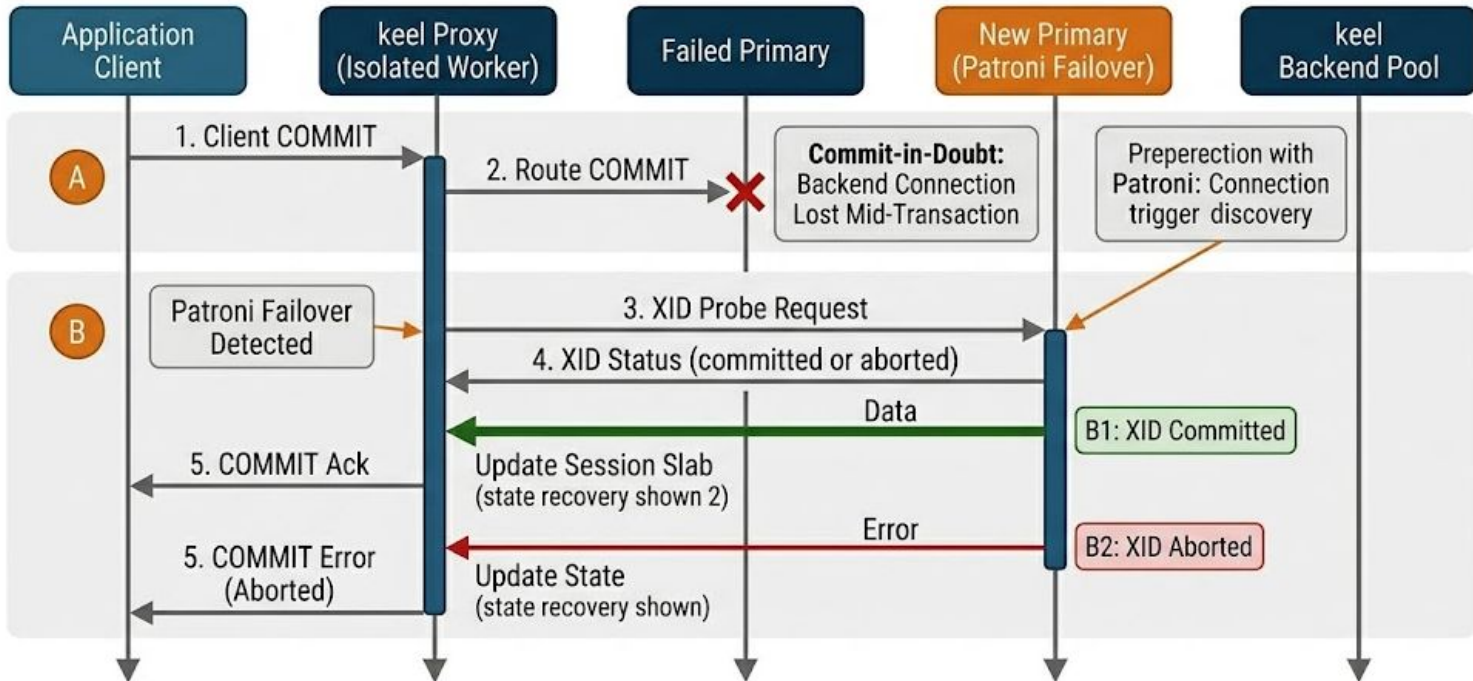 Application
Client
keel Proxy
(Isolated Worker)
Failed Primary
New Primary
(Patroni Failover)
keel
Backend Pool
A
1. Client COMMIT
2. Route COMMIT
Commit-in-Doubt:
Backend Connection
Lost Mid-Transaction
Preperection with
Patroni: Connection
trigger discovery
B
Patroni Failover
Detected
3. XID Probe Request
4. XID Status (committed or aborted)
Data
B1: XID Committed
5. COMMIT Ack
Update Session Slab
(state recovery shown 2)
Error
B2: XID Aborted
5. COMMIT Error
(Aborted)
Update State
(state recovery shown)